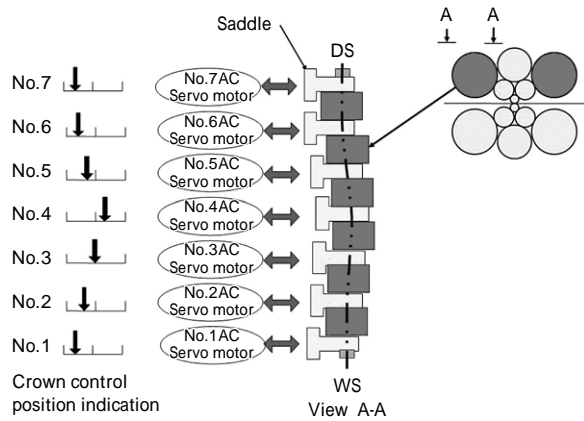 Saddle
DS
A A
No.7
No.7AC
Servo motor
No.6
No.6AC
Servo motor
No.5
No.5AC
Servo motor
No.4
No.4AC
Servo motor
No.3
No.3AC
Servo motor
No.2
No.2AC
Servo motor
No.1
No.1AC
Servo motor
Crown control
position indication
WS
View A-A